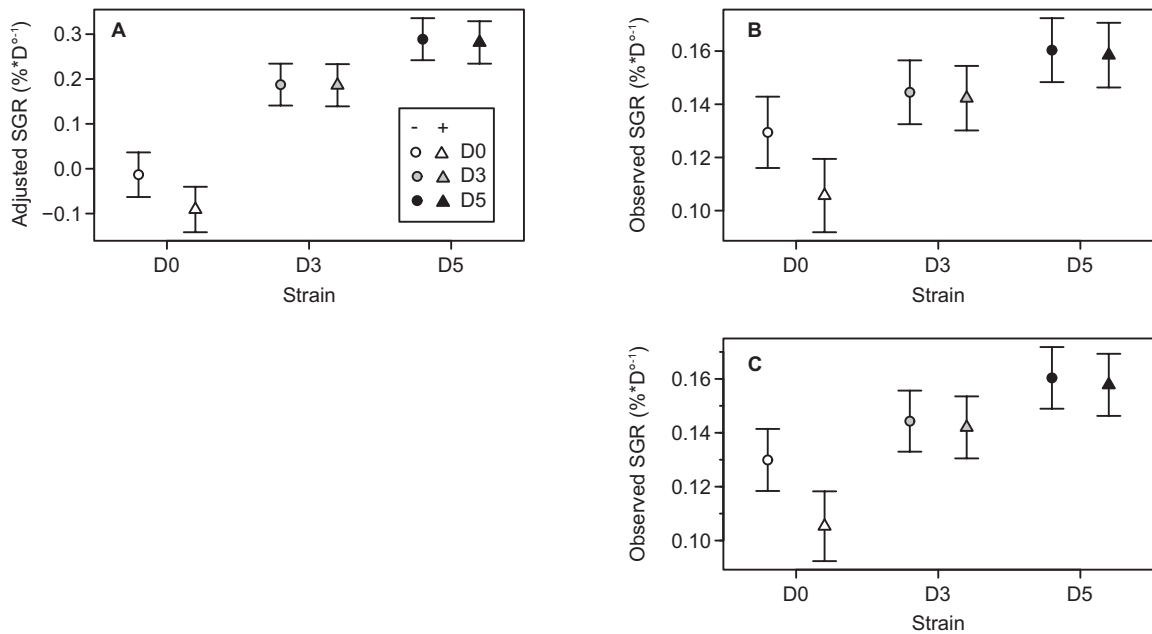 A
Adjusted SGR (%*D°⁻¹)
0.3
0.2
0.1
0.0
−0.1
- +
D0
D3
D5
D0 D3 D5
Strain
B
Observed SGR (%*D°⁻¹)
0.16
0.14
0.12
0.10
D0 D3 D5
Strain
C
Observed SGR (%*D°⁻¹)
0.16
0.14
0.12
0.10
D0 D3 D5
Strain